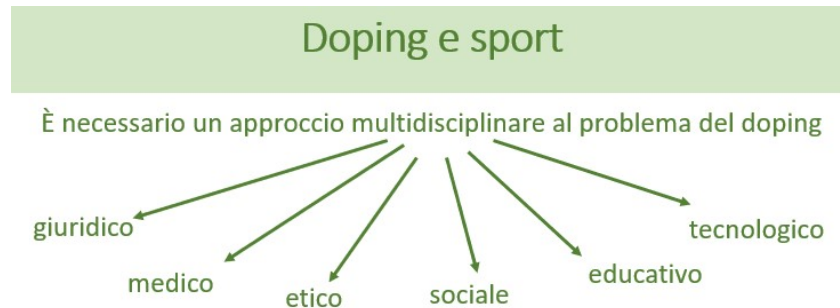 Doping e sport
È necessario un approccio multidisciplinare al problema del doping
giuridico
medico
etico
sociale
educativo
tecnologico